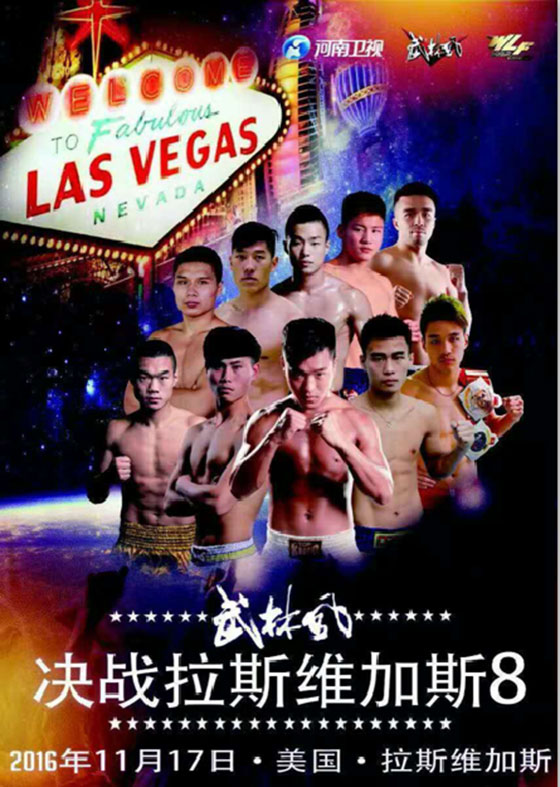 WELCOME
TO Fabulous
LAS VEGAS
NEVADA
河南卫视
武林风
WLF
武林风
决战拉斯维加斯8
2016年11月17日·美国·拉斯维加斯